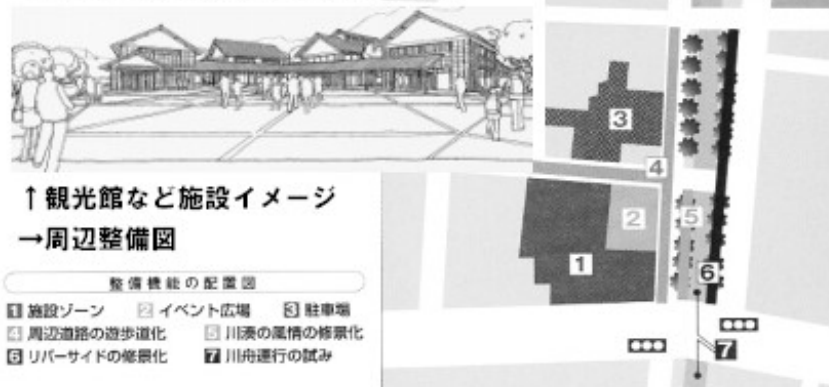 ↑観光館など施設イメージ
→周辺整備図
整備機能の配置図
1 施設ゾーン 2 イベント広場 3 駐車場
4 周辺道路の遊歩道化 5 川湊の風情の修景化
6 リバーサイドの修景化 7 川舟運行の試み
3
4
2
5
1
6
7